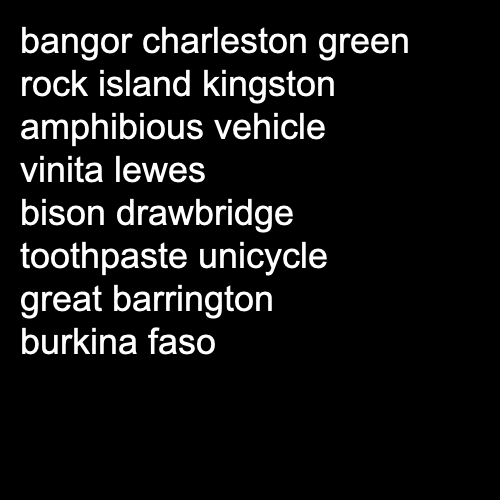 bangor charleston green
rock island kingston
amphibious vehicle
vinita lewes
bison drawbridge
toothpaste unicycle
great barrington
burkina faso